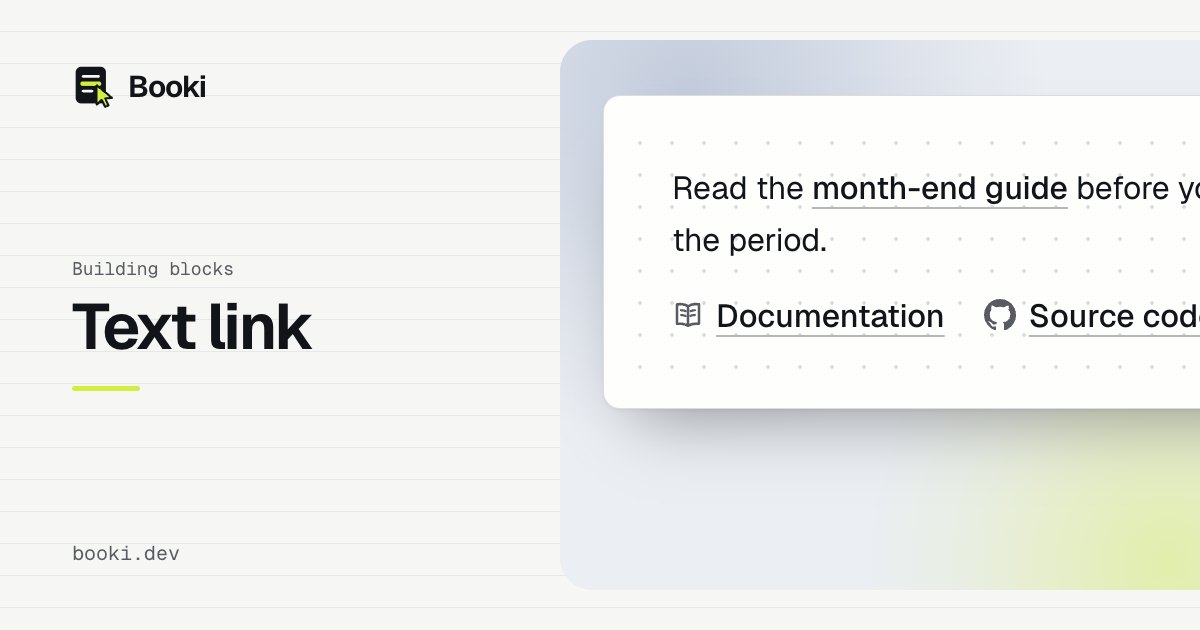 Booki
Building blocks
Text link
booki.dev
Read the month-end guide before
the period.
Documentation
Source